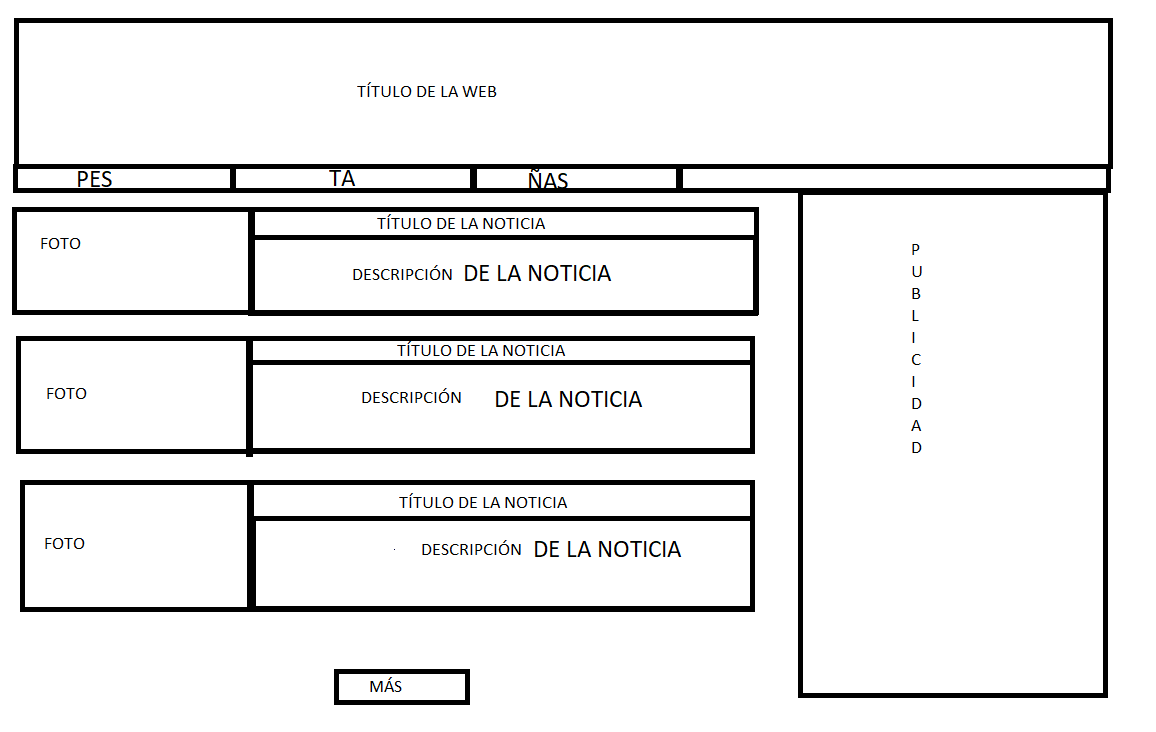 TÍTULO DE LA WEB
PES
TA
ÑAS
FOTO
TÍTULO DE LA NOTICIA
DESCRIPCIÓN DE LA NOTICIA
FOTO
TÍTULO DE LA NOTICIA
DESCRIPCIÓN DE LA NOTICIA
FOTO
TÍTULO DE LA NOTICIA
DESCRIPCIÓN DE LA NOTICIA
MÁS
P
U
B
L
I
C
I
D
A
D